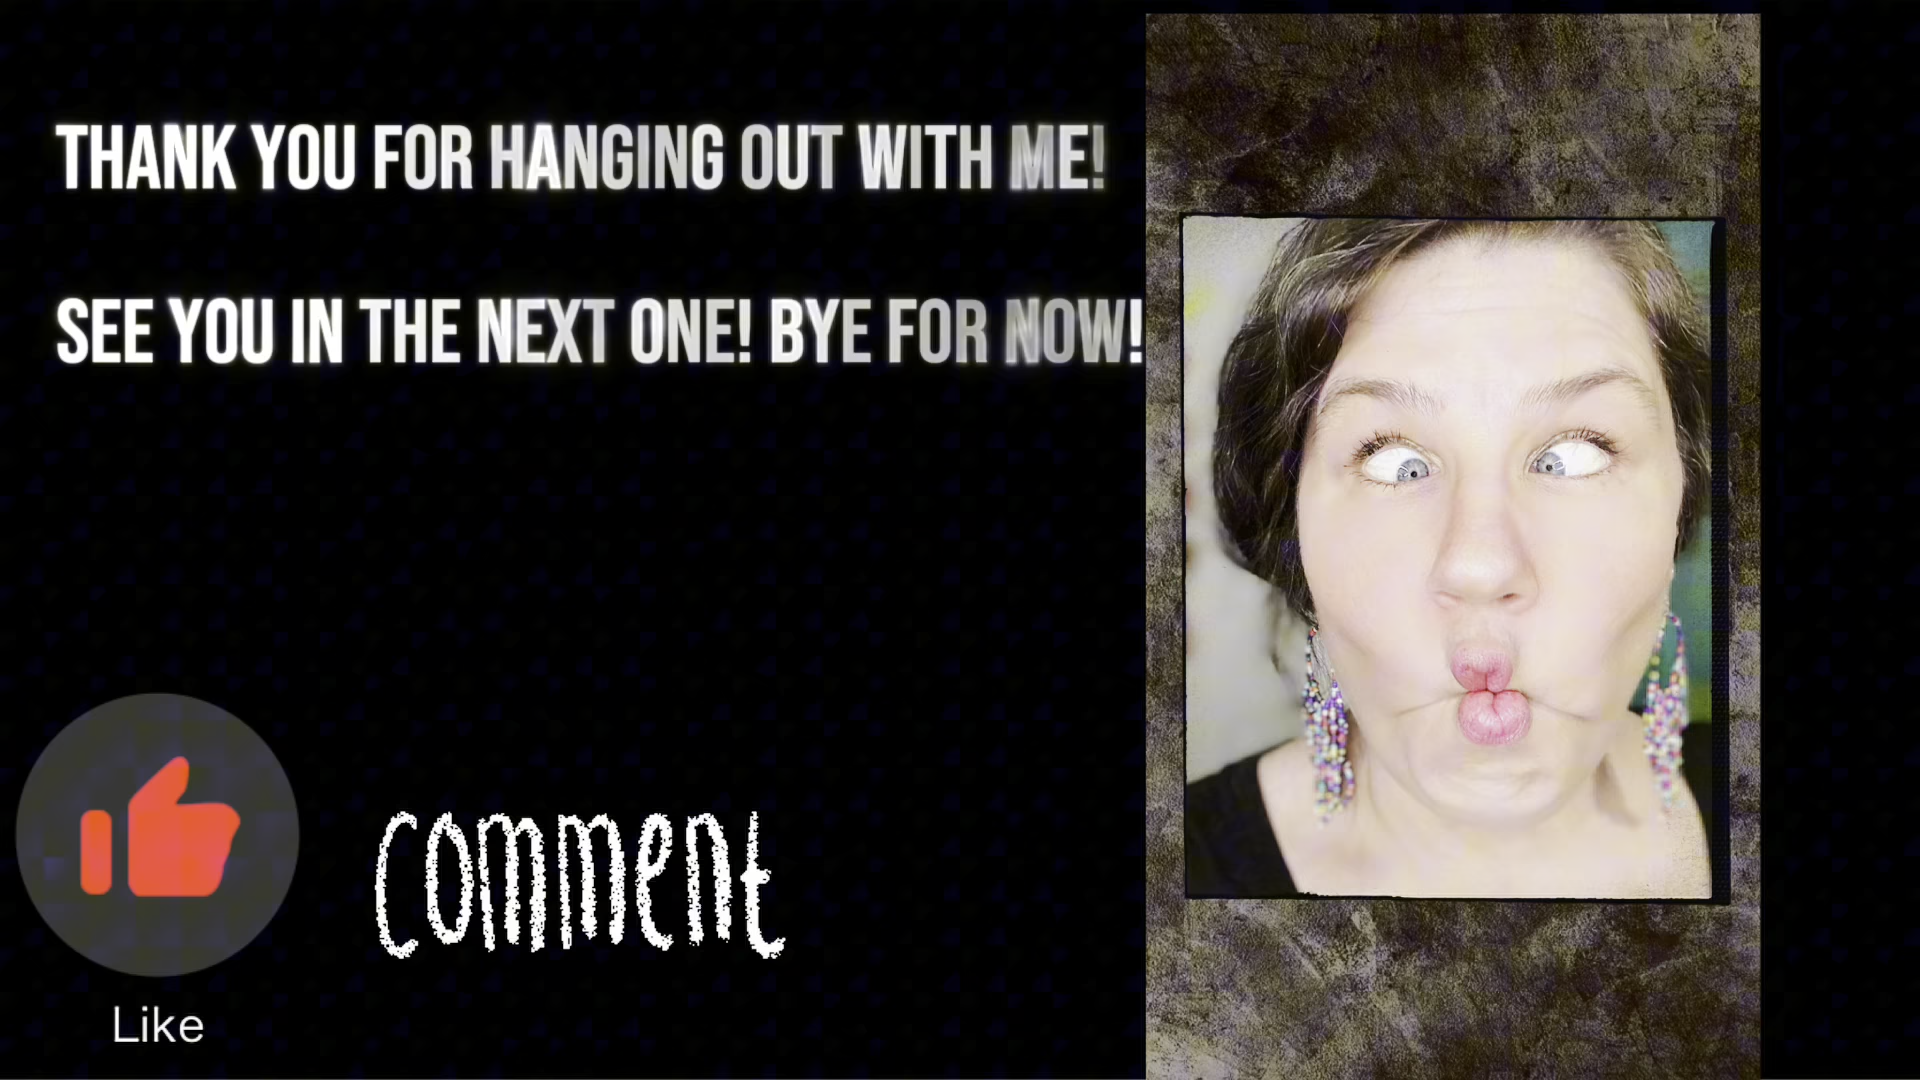 THANK YOU FOR HANGING OUT WITH ME!
SEE YOU IN THE NEXT ONE! BYE FOR NOW!
comment
Like